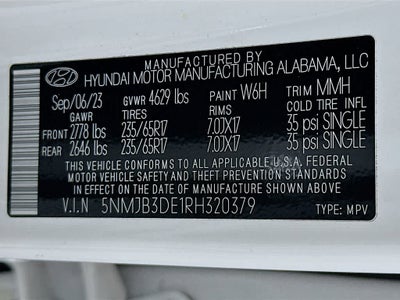 MANUFACTURED BY
HYUNDAI MOTOR MANUFACTURING ALABAMA, LLC
Sep/06/23 GVWR 4629 lbs PAINT W6H TRIM MMH
GAWR TIRES RIMS COLD TIRE INFL
FRONT 2778 lbs 235/65R17 7.0JX17 35 psi SINGLE
REAR 2646 lbs 235/65R17 7.0JX17 35 psi SINGLE
THIS VEHICLE CONFORMS TO ALL APPLICABLE U.S.A. FEDERAL
MOTOR VEHICLE SAFETY AND THEFT PREVENTION STANDARDS
IN EFFECT ON THE DATE OF MANUFACTURE SHOWN ABOVE.
V.I.N 5NMJB3DE1RH320379 TYPE: MPV